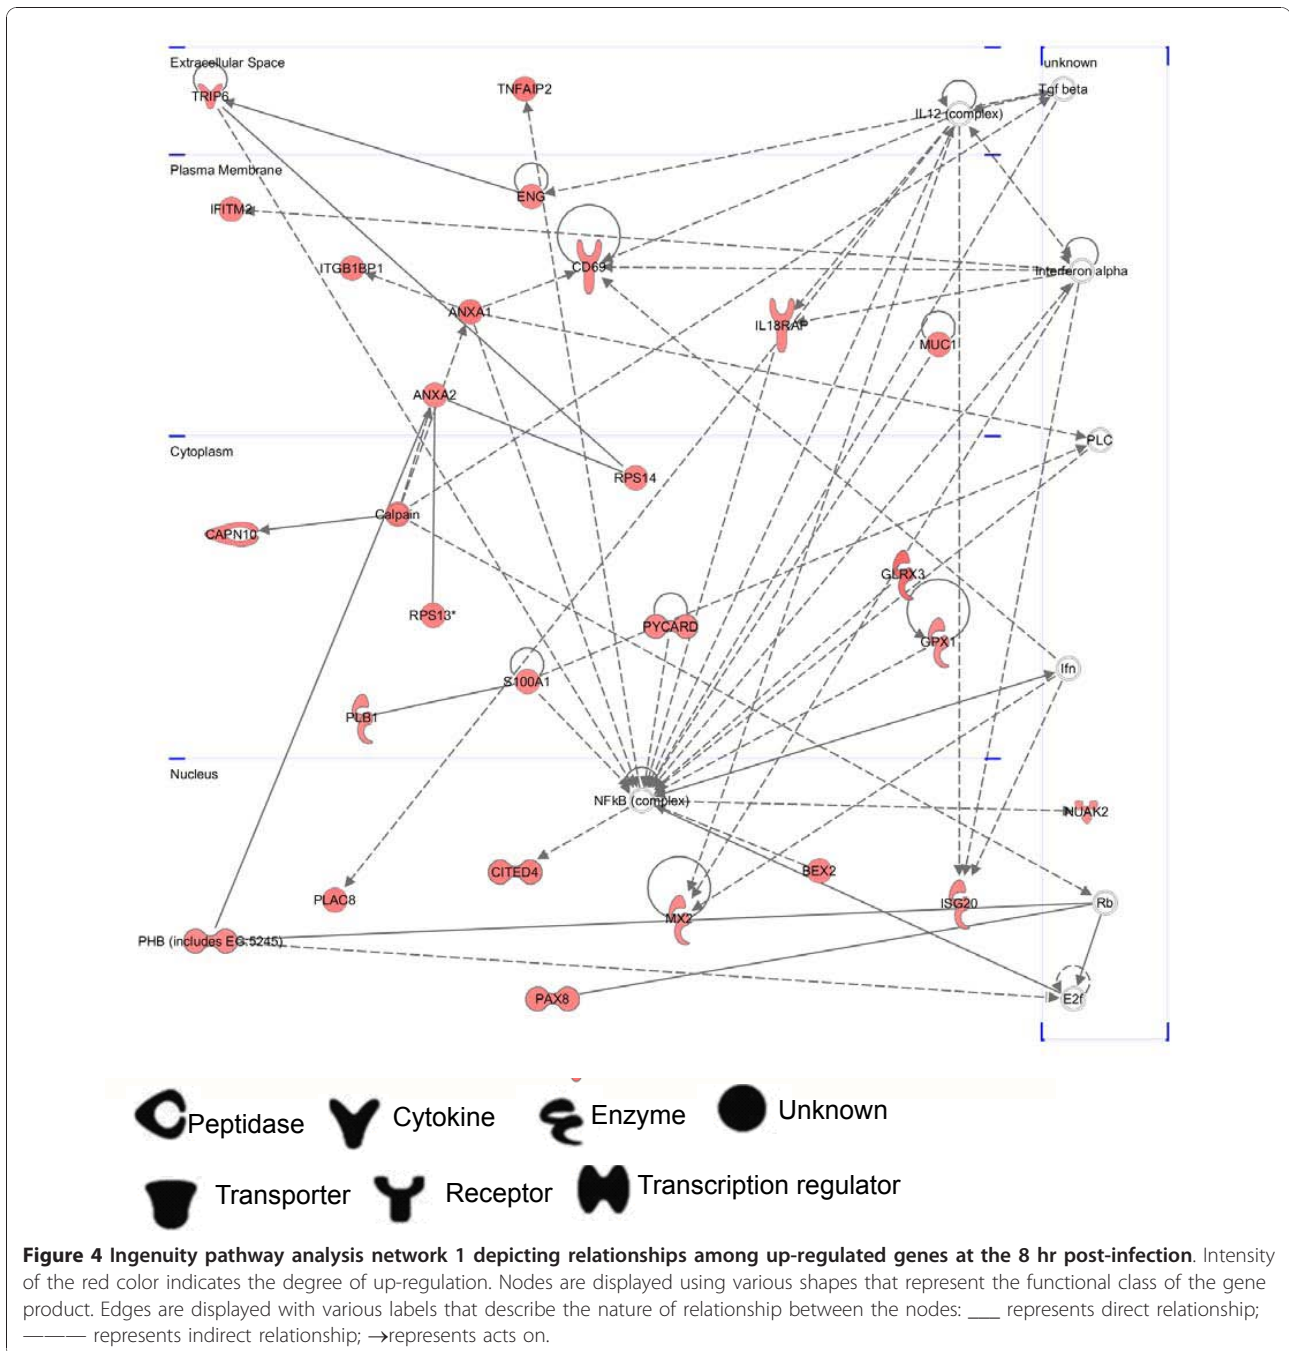 Extracellular Space
unknown
TRIP6
TNFAIP2
Tgf beta
IL12 (complex)
Plasma Membrane
ENG
IFITM2
CD69
ITGB1BP1
Interferon alpha
ANXA1
IL18RAP
MUC1
ANXA2
PLC
Cytoplasm
RPS14
Calpain
CAPN10
GLRX3
RPS13*
PYCARD
GPX1
Ifn
S100A1
PLB1
Nucleus
NFkB (complex)
NUAK2
CITED4
BEX2
PLAC8
ISG20
Rb
MX2
PHB (includes EG:5245)
PAX8
E2f
Peptidase
Cytokine
Enzyme
Unknown
Transporter
Receptor
Transcription regulator
Figure 4 Ingenuity pathway analysis network 1 depicting relationships among up-regulated genes at the 8 hr post-infection. Intensity
of the red color indicates the degree of up-regulation. Nodes are displayed using various shapes that represent the functional class of the gene
product. Edges are displayed with various labels that describe the nature of relationship between the nodes: ___ represents direct relationship;
——— represents indirect relationship; →represents acts on.